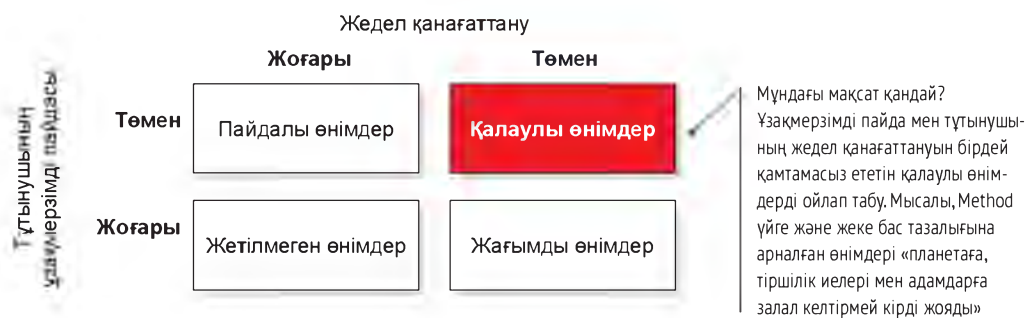 Жедел қанағаттану
Жоғары
Төмен
Тұтынушының
ұзақмерзімді пайдасы
Төмен
Пайдалы өнімдер
Қалаулы өнімдер
Жоғары
Жетілмеген өнімдер
Жағымды өнімдер
Мұндағы мақсат қандай?
Ұзақмерзімді пайда мен тұтынушы-
ның жедел қанағаттануын бірдей
қамтамасыз ететін қалаулы өнім-
дерді ойлап табу. Мысалы, Method
үйге және жеке бас тазалығына
арналған өнімдері «планетаға,
тіршілік иелері мен адамдарға
залал келтірмей кірді жояды»